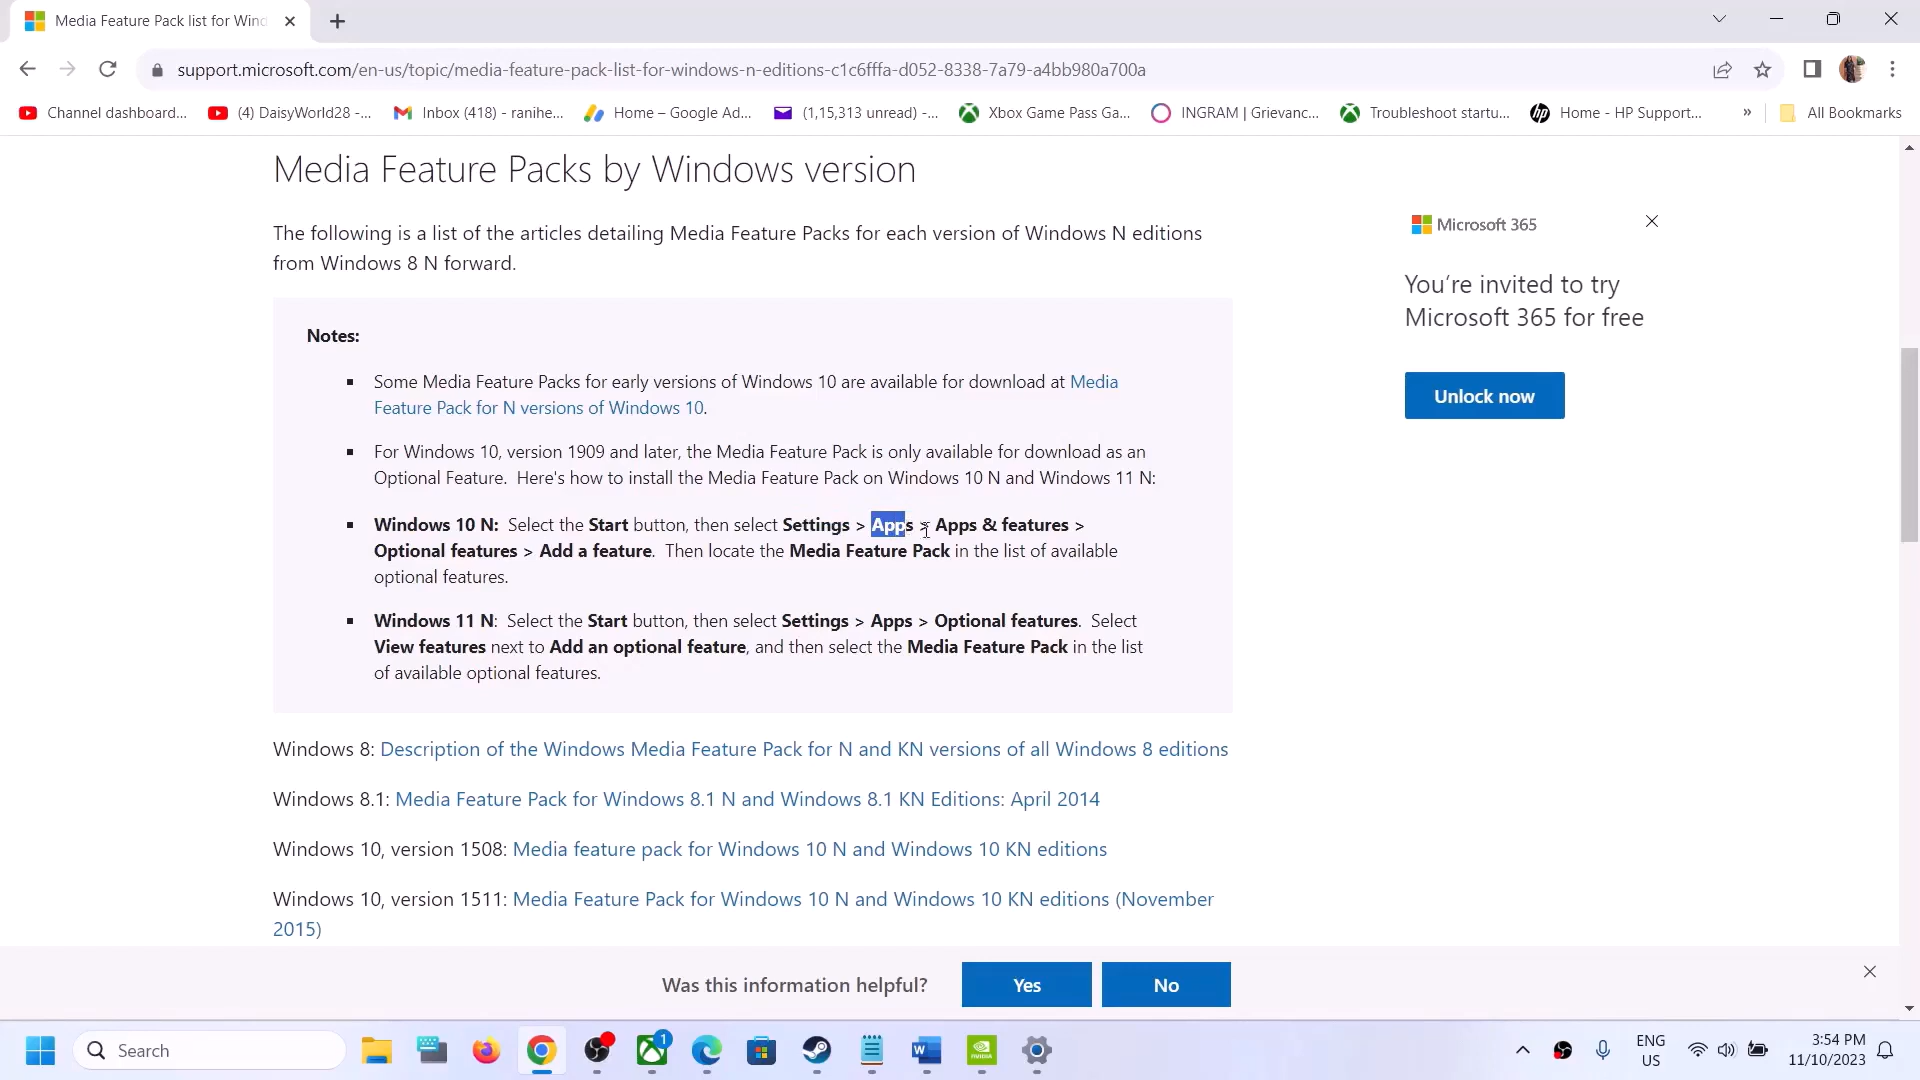 Media Feature Pack list for Wind
support.microsoft.com/en-us/topic/media-feature-pack-list-for-windows-n-editions-c1c6fffa-d052-8338-7a79-a4bb980a700a
Channel dashboard...
(4) DaisyWorld28 -...
Inbox (418) - ranihe...
Home – Google Ad...
(1,15,313 unread) -...
Xbox Game Pass Ga...
INGRAM | Grievanc...
Troubleshoot startu...
Home - HP Support...
»
All Bookmarks
Media Feature Packs by Windows version
The following is a list of the articles detailing Media Feature Packs for each version of Windows N editions
from Windows 8 N forward.
Notes:
Some Media Feature Packs for early versions of Windows 10 are available for download at Media
Feature Pack for N versions of Windows 10.
For Windows 10, version 1909 and later, the Media Feature Pack is only available for download as an
Optional Feature. Here's how to install the Media Feature Pack on Windows 10 N and Windows 11 N:
Windows 10 N: Select the Start button, then select Settings > Apps > Apps & features >
Optional features > Add a feature. Then locate the Media Feature Pack in the list of available
optional features.
Windows 11 N: Select the Start button, then select Settings > Apps > Optional features. Select
View features next to Add an optional feature, and then select the Media Feature Pack in the list
of available optional features.
Windows 8: Description of the Windows Media Feature Pack for N and KN versions of all Windows 8 editions
Windows 8.1: Media Feature Pack for Windows 8.1 N and Windows 8.1 KN Editions: April 2014
Windows 10, version 1508: Media feature pack for Windows 10 N and Windows 10 KN editions
Windows 10, version 1511: Media Feature Pack for Windows 10 N and Windows 10 KN editions (November
2015)
Microsoft 365
You're invited to try
Microsoft 365 for free
Unlock now
Was this information helpful?
Yes
No
Search
1
ENG
US
3:54 PM
11/10/2023